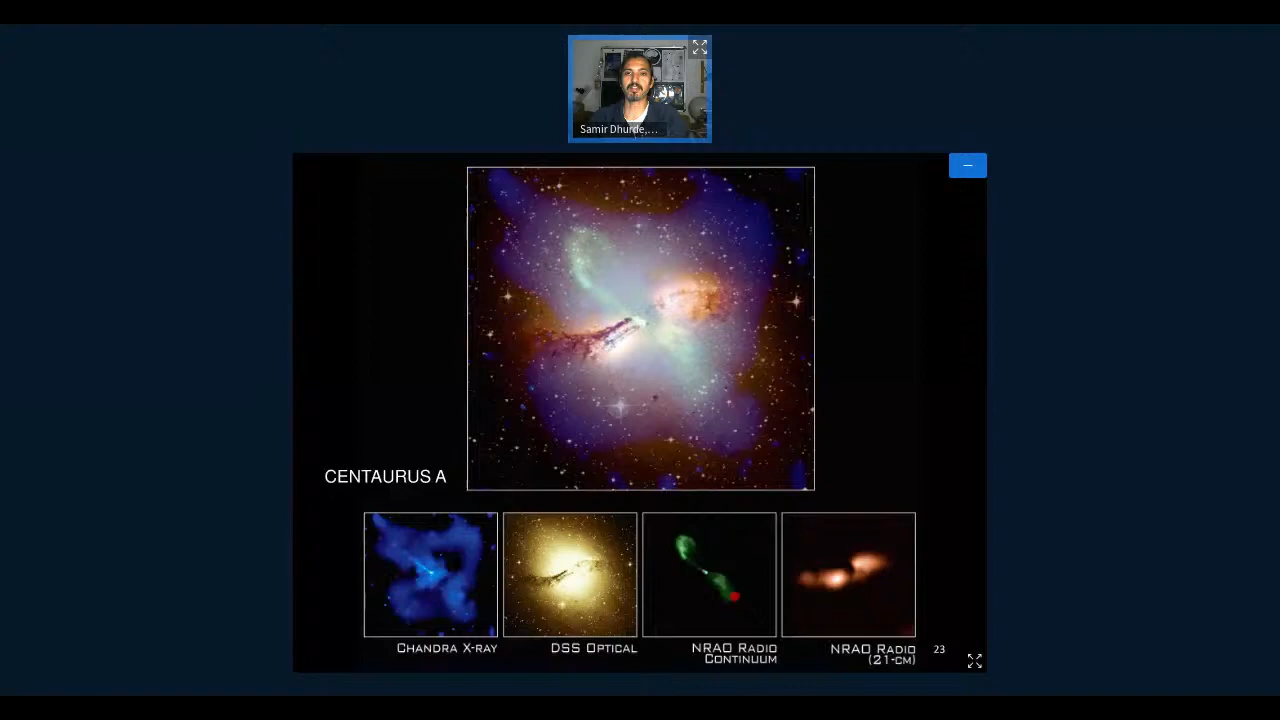 Samir Dhurde,...
CENTAURUS A
CHANDRA X-RAY
DSS OPTICAL
NRAO RADIO
CONTINUUM
NRAO RADIO
(21-CM)
23